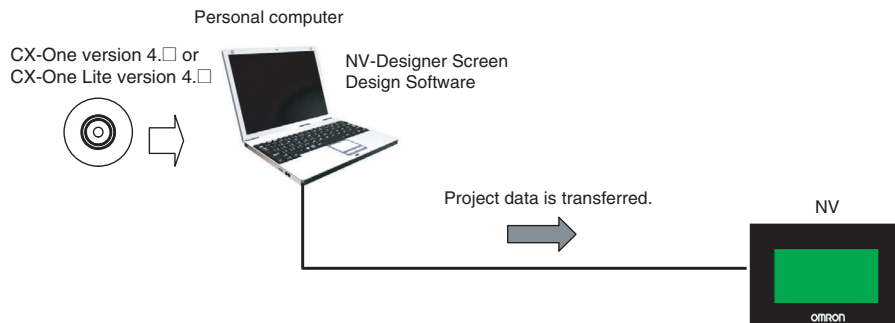 Personal computer
CX-One version 4.□ or
CX-One Lite version 4.□
NV-Designer Screen
Design Software
Project data is transferred.
NV
OMRON